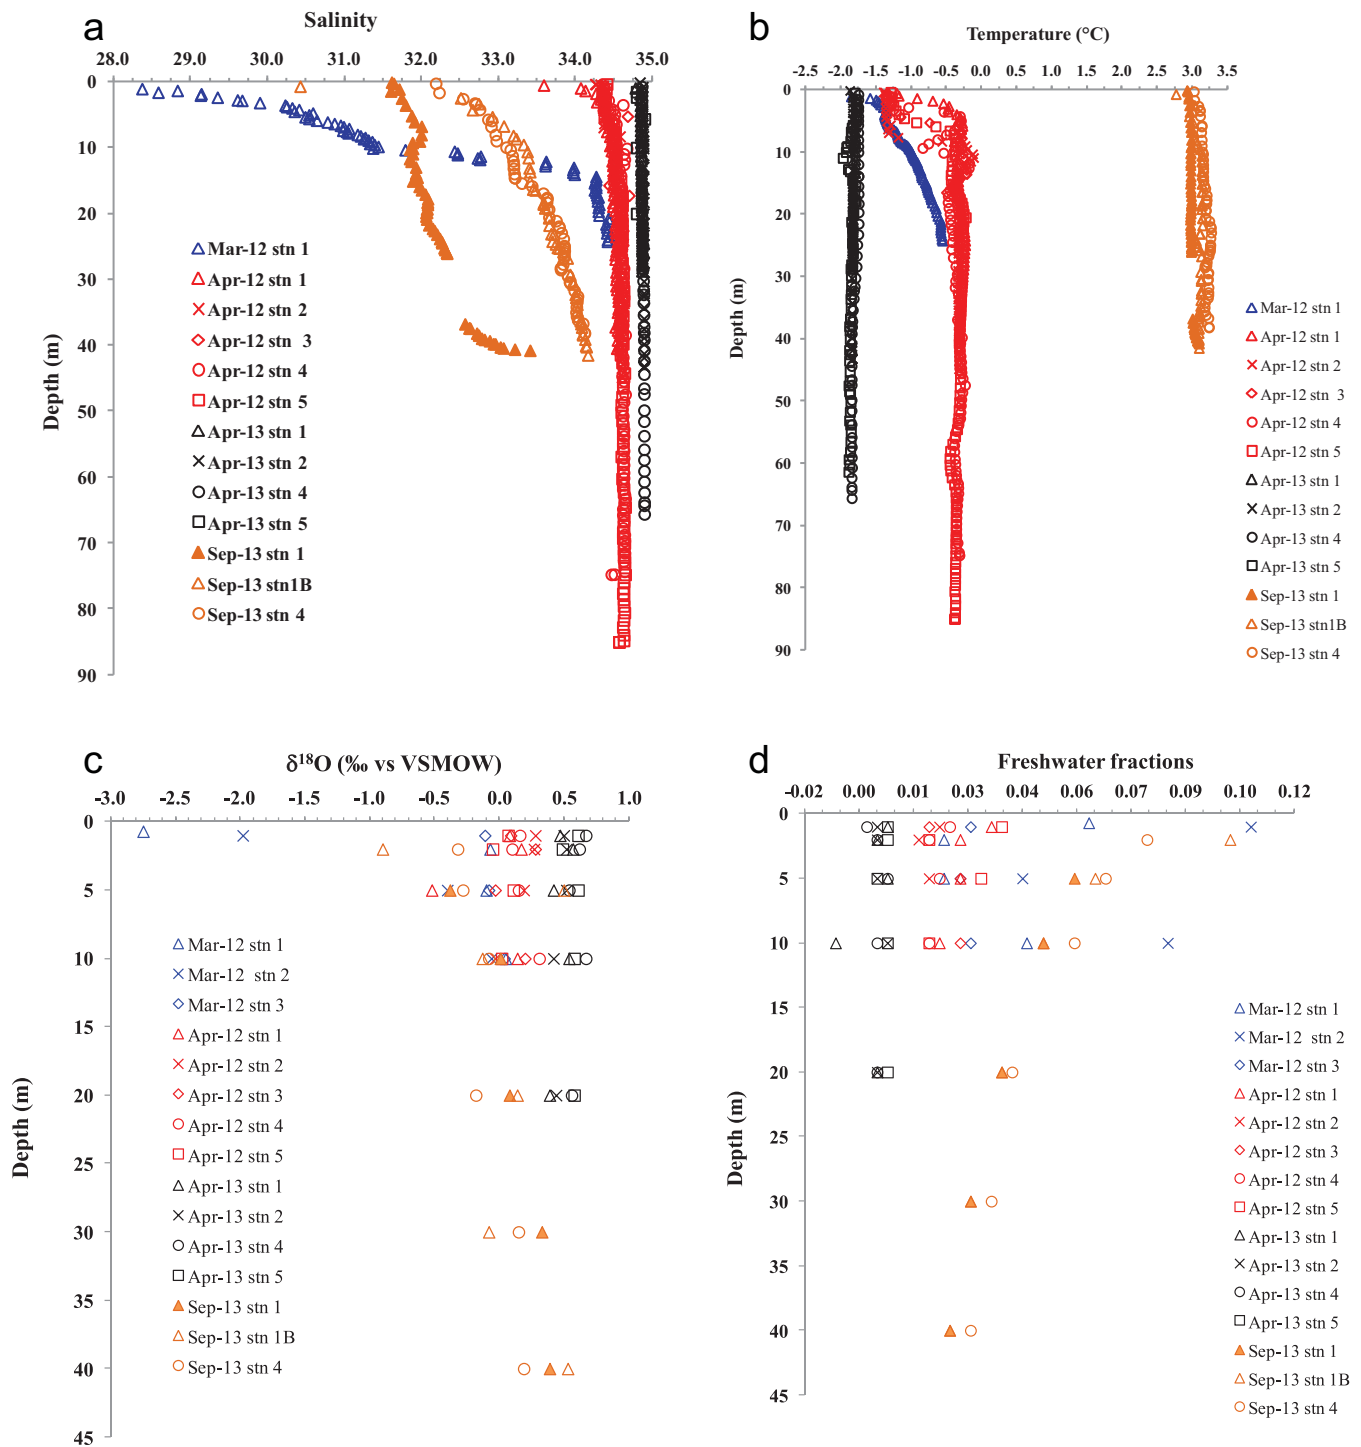 a
Salinity
28.0 29.0 30.0 31.0 32.0 33.0 34.0 35.0
0
10
20
30
40
50
60
70
80
90
Depth (m)
Mar-12 stn 1
Apr-12 stn 1
Apr-12 stn 2
Apr-12 stn 3
Apr-12 stn 4
Apr-12 stn 5
Apr-13 stn 1
Apr-13 stn 2
Apr-13 stn 4
Apr-13 stn 5
Sep-13 stn 1
Sep-13 stn1B
Sep-13 stn 4
b
Temperature (°C)
-2.5 -2.0 -1.5 -1.0 -0.5 0.0 0.5 1.0 1.5 2.0 2.5 3.0 3.5
0
10
20
30
40
50
60
70
80
90
Depth (m)
Mar-12 stn 1
Apr-12 stn 1
Apr-12 stn 2
Apr-12 stn 3
Apr-12 stn 4
Apr-12 stn 5
Apr-13 stn 1
Apr-13 stn 2
Apr-13 stn 4
Apr-13 stn 5
Sep-13 stn 1
Sep-13 stn1B
Sep-13 stn 4
c
δ¹⁸O (‰ vs VSMOW)
-3.0 -2.5 -2.0 -1.5 -1.0 -0.5 0.0 0.5 1.0
0
5
10
15
20
25
30
35
40
45
Depth (m)
Mar-12 stn 1
Mar-12 stn 2
Mar-12 stn 3
Apr-12 stn 1
Apr-12 stn 2
Apr-12 stn 3
Apr-12 stn 4
Apr-12 stn 5
Apr-13 stn 1
Apr-13 stn 2
Apr-13 stn 4
Apr-13 stn 5
Sep-13 stn 1
Sep-13 stn 1B
Sep-13 stn 4
d
Freshwater fractions
-0.02 0.00 0.01 0.03 0.04 0.06 0.07 0.09 0.10 0.12
0
5
10
15
20
25
30
35
40
45
Depth (m)
Mar-12 stn 1
Mar-12 stn 2
Mar-12 stn 3
Apr-12 stn 1
Apr-12 stn 2
Apr-12 stn 3
Apr-12 stn 4
Apr-12 stn 5
Apr-13 stn 1
Apr-13 stn 2
Apr-13 stn 4
Apr-13 stn 5
Sep-13 stn 1
Sep-13 stn 1B
Sep-13 stn 4